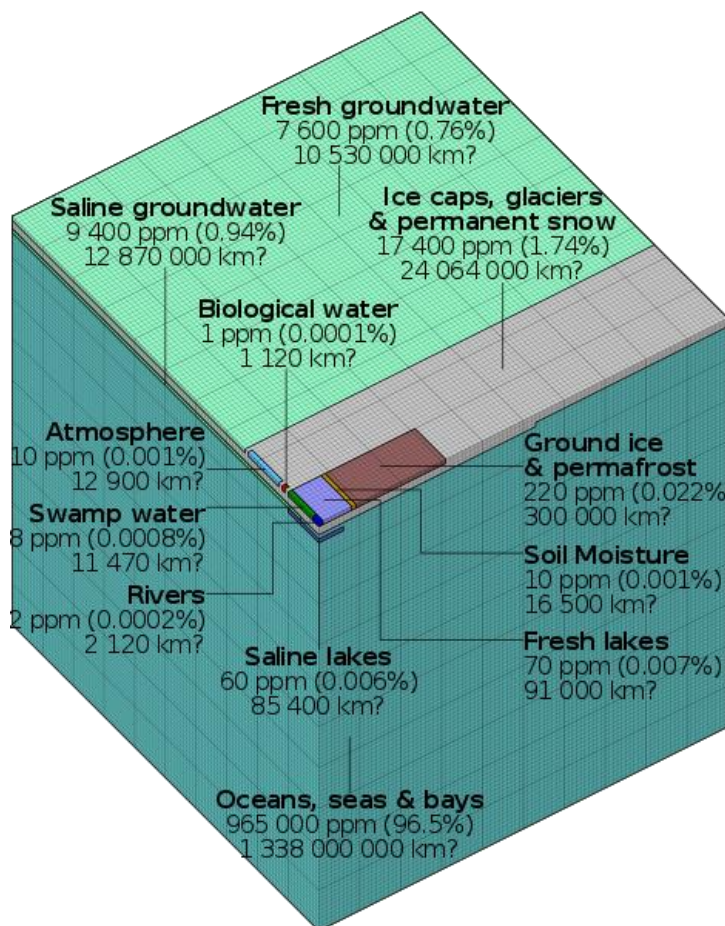 Fresh groundwater
7 600 ppm (0.76%)
10 530 000 km?
Saline groundwater
9 400 ppm (0.94%)
12 870 000 km?
Ice caps, glaciers
& permanent snow
17 400 ppm (1.74%)
24 064 000 km?
Biological water
1 ppm (0.0001%)
1 120 km?
Atmosphere
10 ppm (0.001%)
12 900 km?
Swamp water
8 ppm (0.0008%)
11 470 km?
Rivers
2 ppm (0.0002%)
2 120 km?
Ground ice
& permafrost
220 ppm (0.022%)
300 000 km?
Soil Moisture
10 ppm (0.001%)
16 500 km?
Fresh lakes
70 ppm (0.007%)
91 000 km?
Saline lakes
60 ppm (0.006%)
85 400 km?
Oceans, seas & bays
965 000 ppm (96.5%)
1 338 000 000 km?